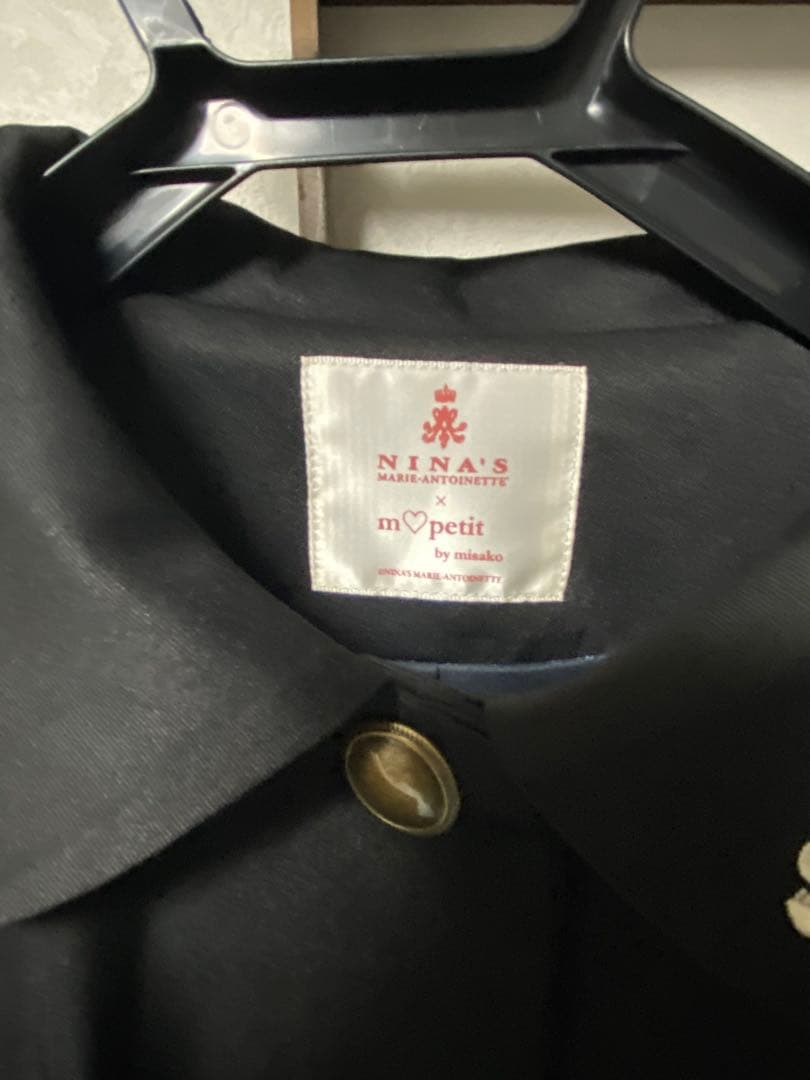 NINA'S
MARIE-ANTOINETTE
×
m♡petit
by misako
©NINA'S MARIE-ANTOINETTE